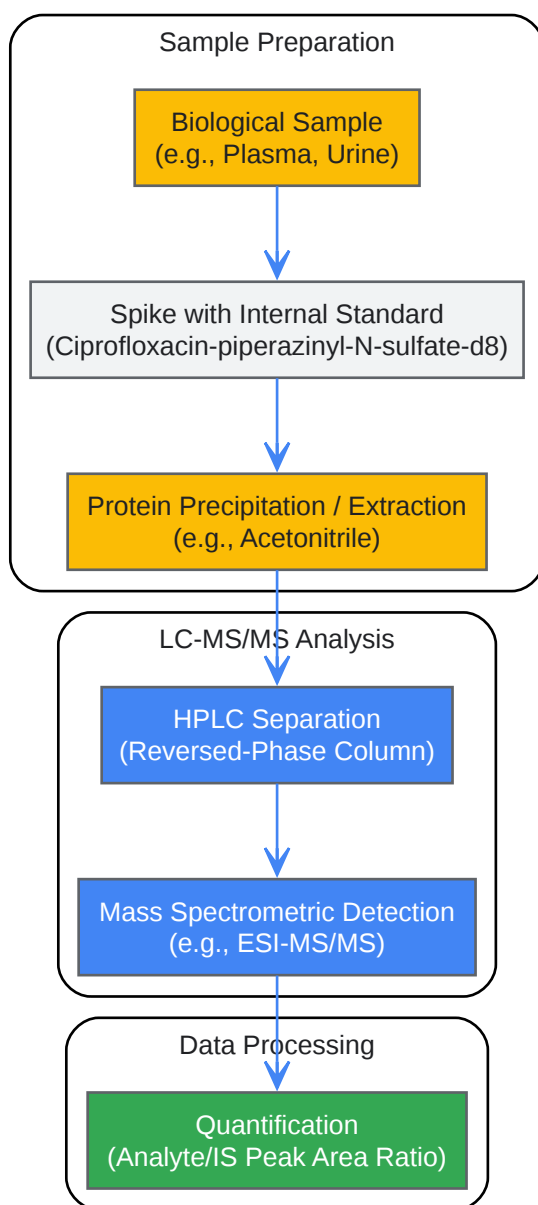 Sample Preparation
Biological Sample
(e.g., Plasma, Urine)
Spike with Internal Standard
(Ciprofloxacin-piperazinyl-N-sulfate-d8)
Protein Precipitation / Extraction
(e.g., Acetonitrile)
LC-MS/MS Analysis
HPLC Separation
(Reversed-Phase Column)
Mass Spectrometric Detection
(e.g., ESI-MS/MS)
Data Processing
Quantification
(Analyte/IS Peak Area Ratio)